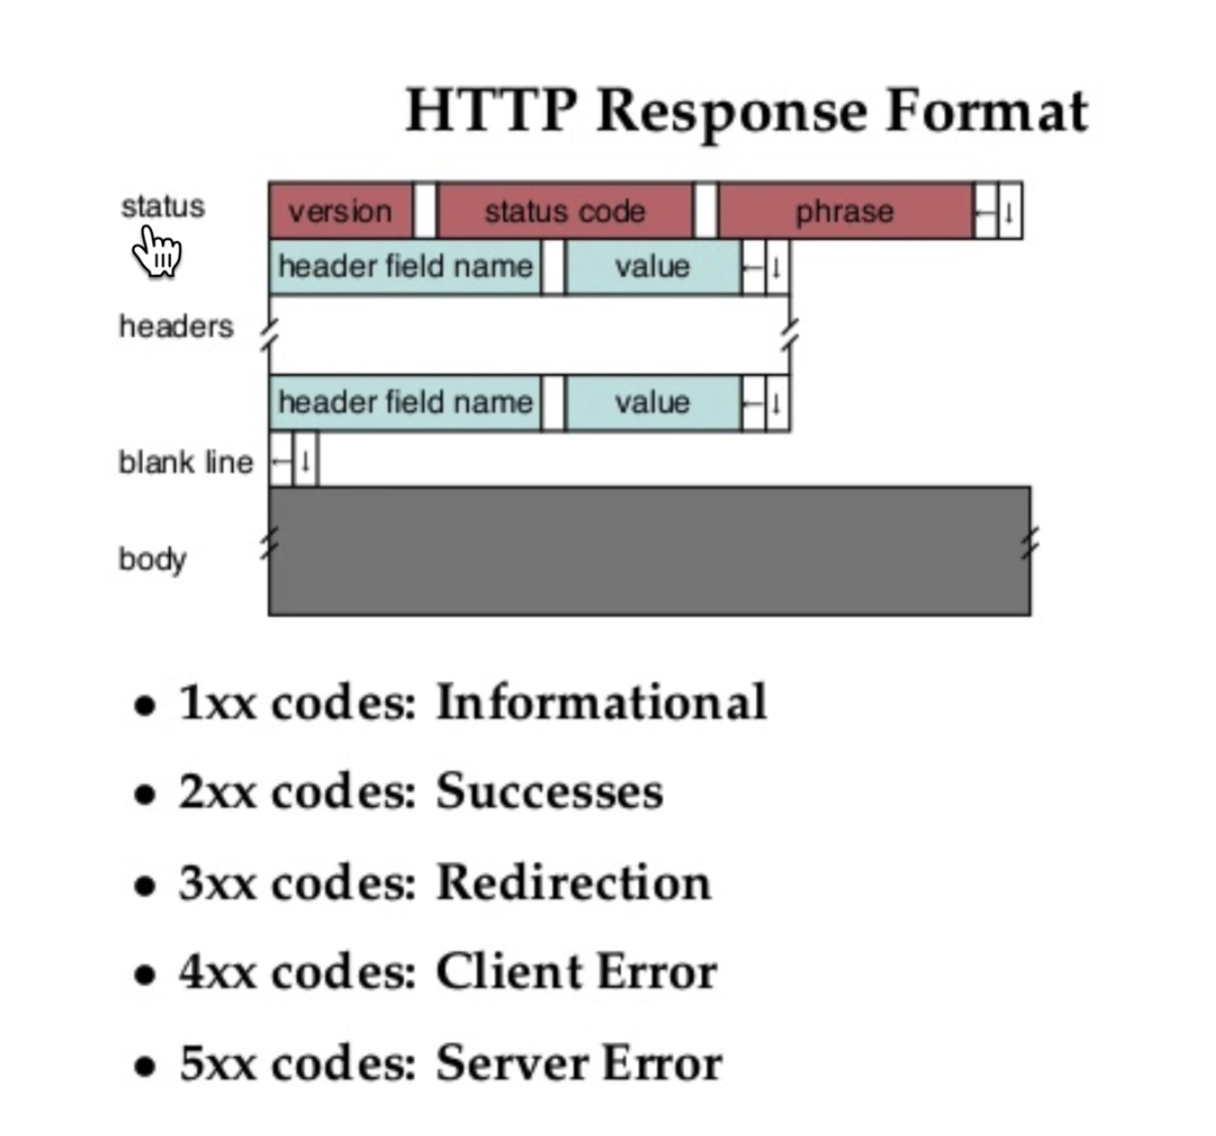 HTTP Response Format
status version status code phrase ←↓
header field name value ←↓
headers
header field name value ←↓
blank line ←↓
body
• 1xx codes: Informational
• 2xx codes: Successes
• 3xx codes: Redirection
• 4xx codes: Client Error
• 5xx codes: Server Error